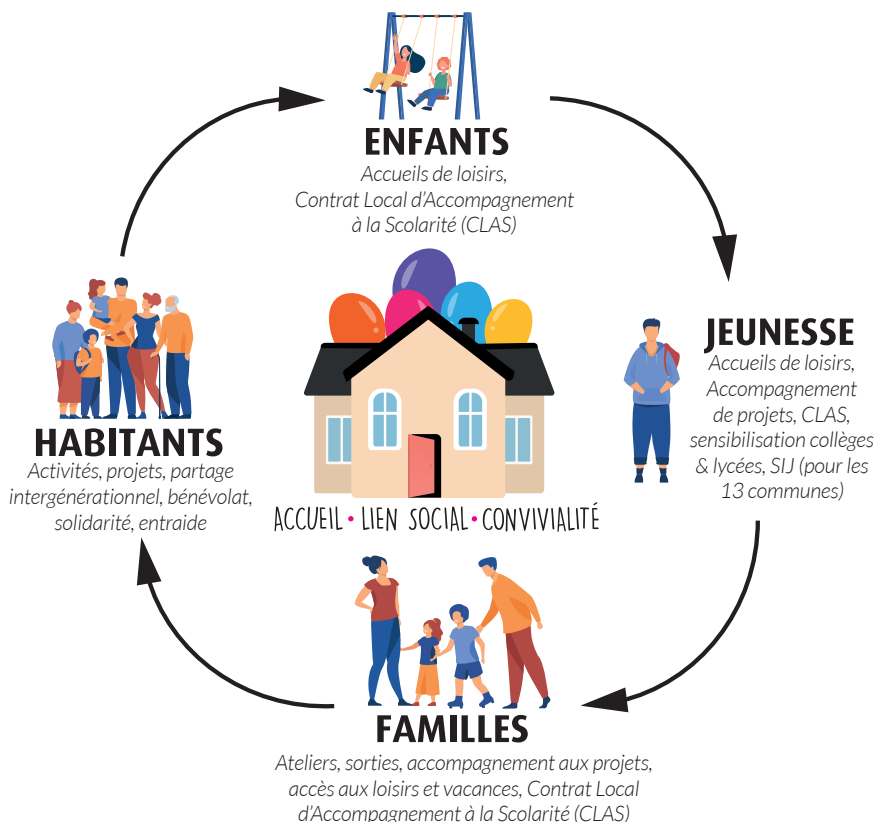 ENFANTS
Accueils de loisirs,
Contrat Local d'Accompagnement
à la Scolarité (CLAS)
JEUNESSE
Accueils de loisirs,
Accompagnement
de projets, CLAS,
sensibilisation collèges
& lycées, SIJ (pour les
13 communes)
HABITANTS
Activités, projets, partage
intergénérationnel, bénévolat,
solidarité, entraide
ACCUEIL • LIEN SOCIAL • CONVIVIALITÉ
FAMILLES
Ateliers, sorties, accompagnement aux projets,
accès aux loisirs et vacances, Contrat Local
d'Accompagnement à la Scolarité (CLAS)